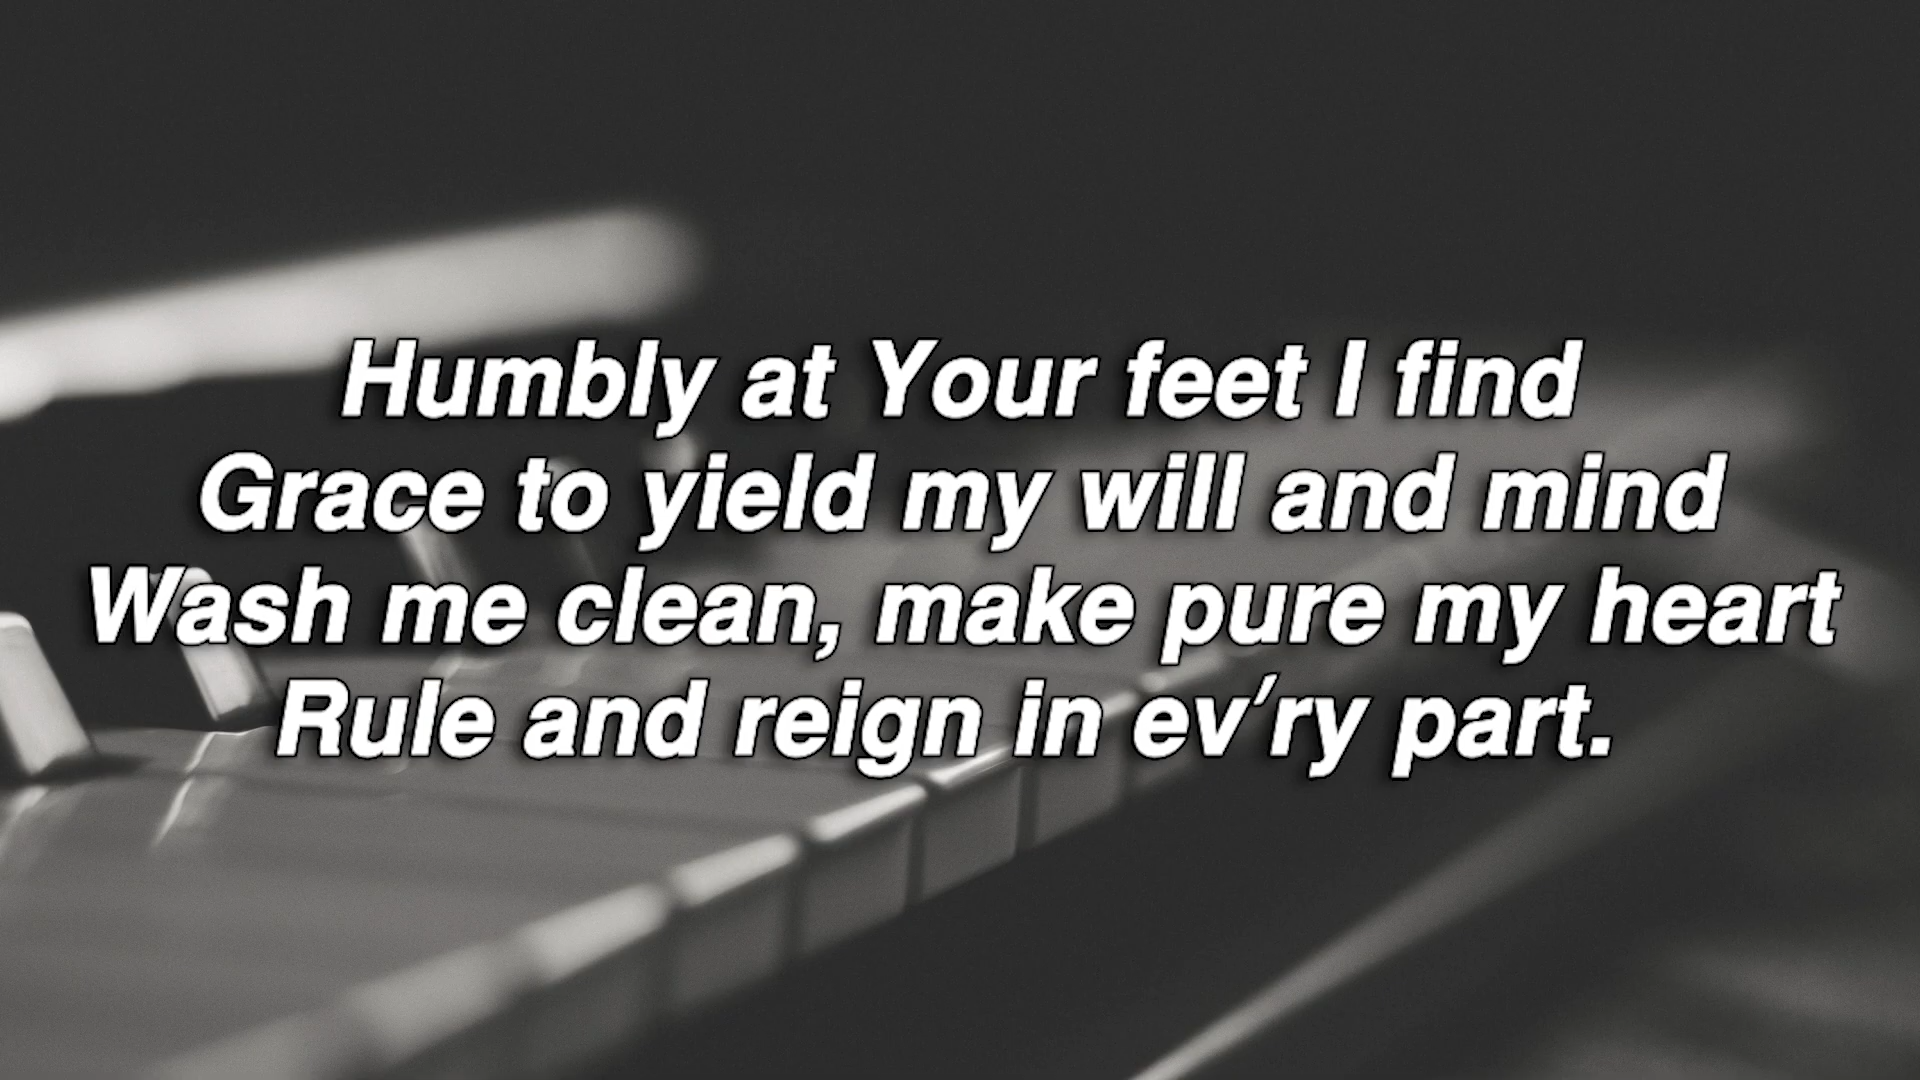 Humbly at Your feet I find
Grace to yield my will and mind
Wash me clean, make pure my heart
Rule and reign in ev'ry part.